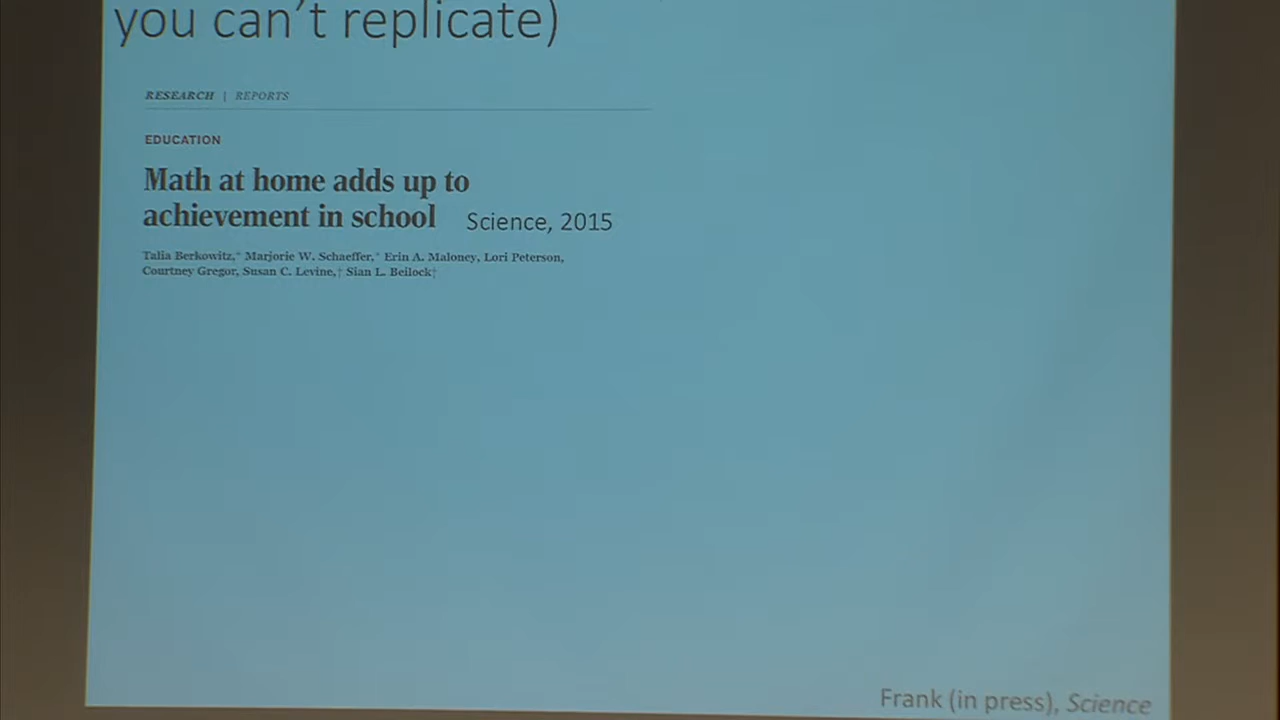 you can't replicate)
RESEARCH | REPORTS
EDUCATION
Math at home adds up to
achievement in school Science, 2015
Talia Berkowitz,* Marjorie W. Schaeffer,* Erin A. Maloney, Lori Peterson,
Courtney Gregor, Susan C. Levine,† Sian L. Beilock†
Frank (in press), Science